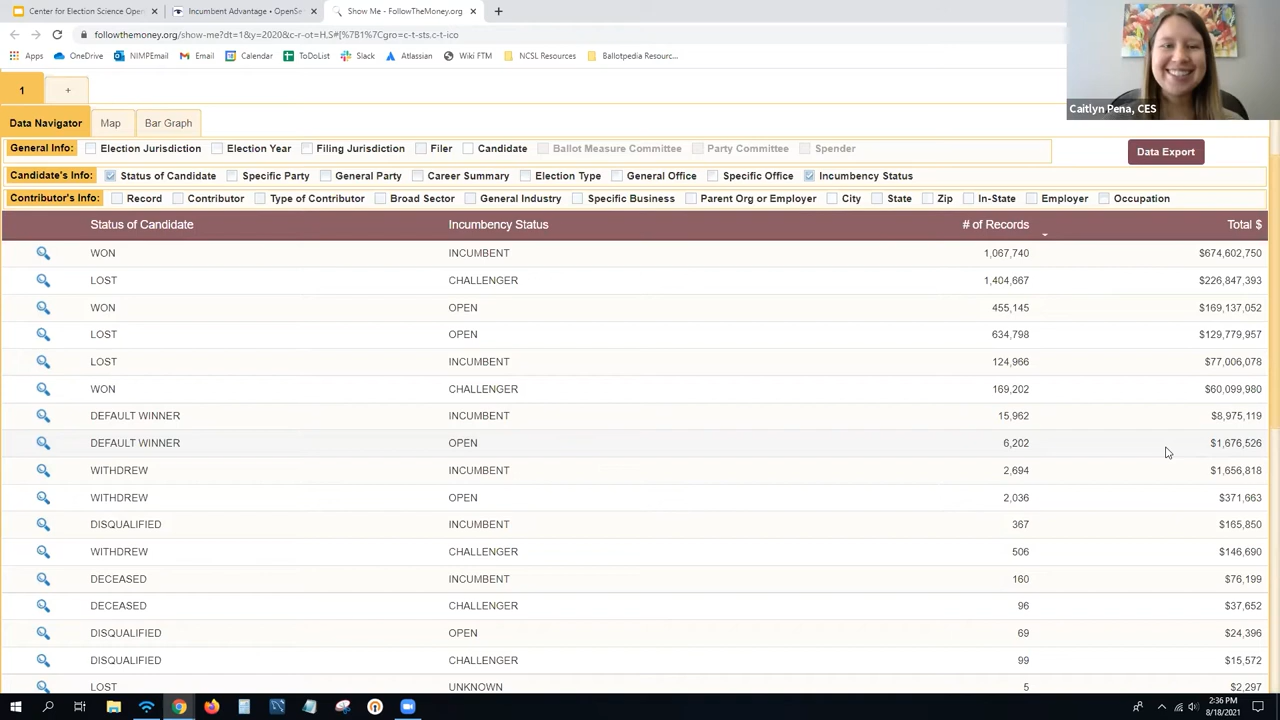 Center for Election Science Open
Incumbent Advantage • OpenSe
Show Me - FollowTheMoney.org
followthemoney.org/show-me?dt=1&y=2020&c-r-ot=H,S#[%7B1%7Cgro=c-t-sts,c-t-ico
Apps OneDrive NIMPEmail Email Calendar ToDoList Slack Atlassian Wiki FTM NCSL Resources Ballotpedia Resourc...
Caitlyn Pena, CES
1 +
Data Navigator Map Bar Graph
General Info: Election Jurisdiction Election Year Filing Jurisdiction Filer Candidate Ballot Measure Committee Party Committee Spender
Data Export
Candidate's Info: Status of Candidate Specific Party General Party Career Summary Election Type General Office Specific Office Incumbency Status
Contributor's Info: Record Contributor Type of Contributor Broad Sector General Industry Specific Business Parent Org or Employer City State Zip In-State Employer Occupation
Status of Candidate Incumbency Status # of Records Total $
WON INCUMBENT 1,067,740 $674,602,750
LOST CHALLENGER 1,404,667 $226,847,393
WON OPEN 455,145 $169,137,052
LOST OPEN 634,798 $129,779,957
LOST INCUMBENT 124,966 $77,006,078
WON CHALLENGER 169,202 $60,099,980
DEFAULT WINNER INCUMBENT 15,962 $8,975,119
DEFAULT WINNER OPEN 6,202 $1,676,526
WITHDREW INCUMBENT 2,694 $1,656,818
WITHDREW OPEN 2,036 $371,663
DISQUALIFIED INCUMBENT 367 $165,850
WITHDREW CHALLENGER 506 $146,690
DECEASED INCUMBENT 160 $76,199
DECEASED CHALLENGER 96 $37,652
DISQUALIFIED OPEN 69 $24,396
DISQUALIFIED CHALLENGER 99 $15,572
LOST UNKNOWN 5 $2,297
2:36 PM
8/18/2021